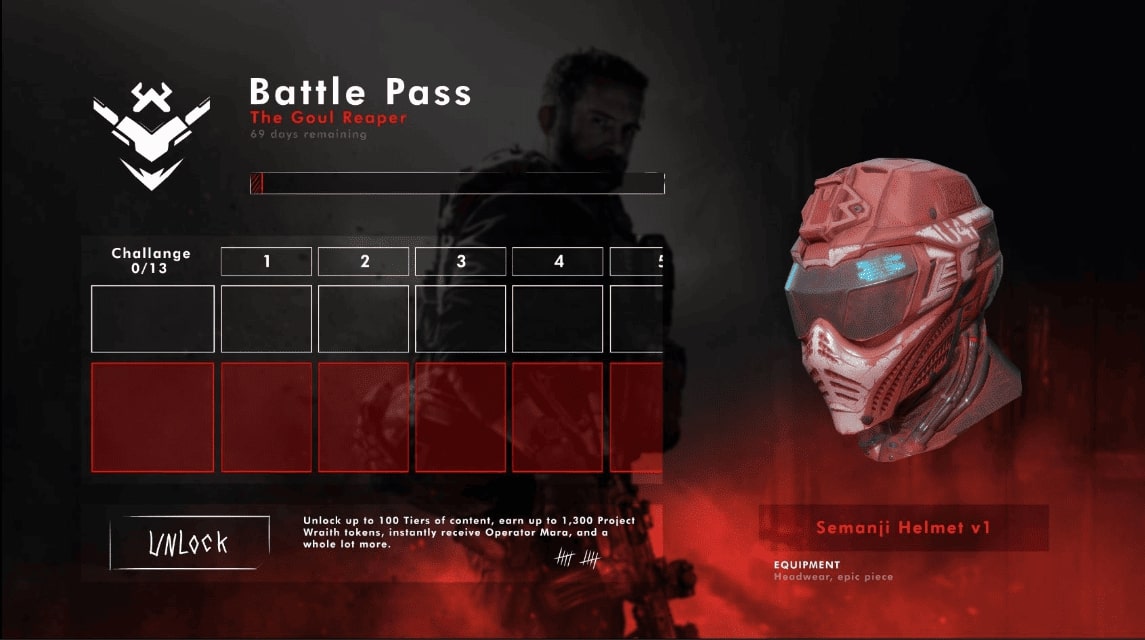 Battle Pass
The Goul Reaper
69 days remaining
Challange
0/13
1
2
3
4
5
UNLOCK
Unlock up to 100 Tiers of content, earn up to 1,300 Project
Wraith tokens, instantly receive Operator Mara, and a
whole lot more.
U4F
Semanji Helmet v1
EQUIPMENT
Headwear, epic piece